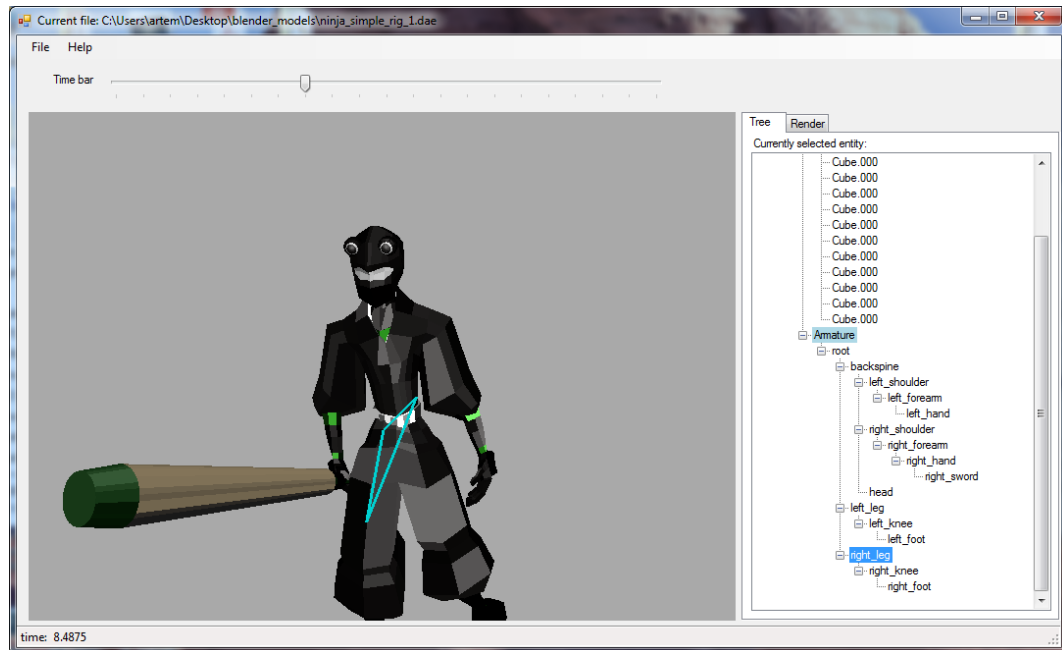 Current file: C:\Users\artem\Desktop\blender_models\ninja_simple_rig_1.dae
File Help
Time bar
Tree Render
Currently selected entity:
Cube.000
Cube.000
Cube.000
Cube.000
Cube.000
Cube.000
Cube.000
Cube.000
Cube.000
Cube.000
Cube.000
Armature
root
backspine
left_shoulder
left_forearm
left_hand
right_shoulder
right_forearm
right_hand
right_sword
head
left_leg
left_knee
left_foot
right_leg
right_knee
right_foot
time: 8.4875